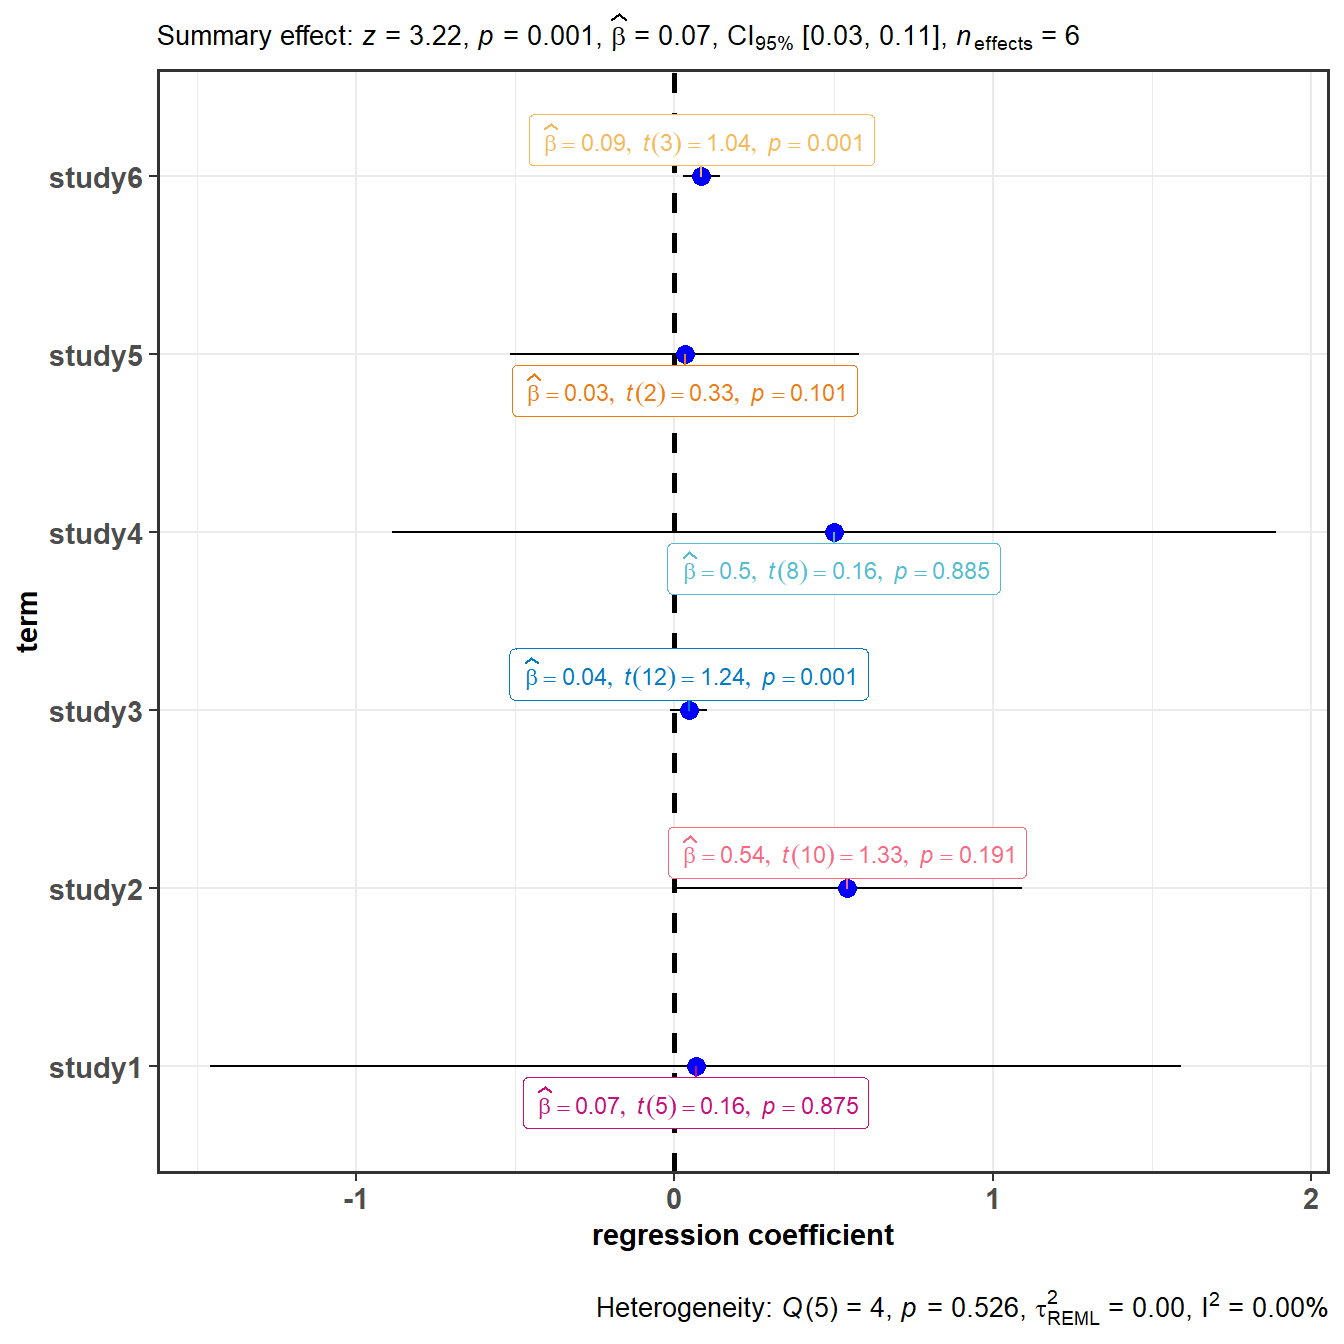 Summary effect: z = 3.22, p = 0.001, β̂ = 0.07, CI95% [0.03, 0.11], neffects = 6
β̂ = 0.09, t(3) = 1.04, p = 0.001
study6
study5
β̂ = 0.03, t(2) = 0.33, p = 0.101
study4
β̂ = 0.5, t(8) = 0.16, p = 0.885
term
β̂ = 0.04, t(12) = 1.24, p = 0.001
study3
β̂ = 0.54, t(10) = 1.33, p = 0.191
study2
study1
β̂ = 0.07, t(5) = 0.16, p = 0.875
-1 0 1 2
regression coefficient
Heterogeneity: Q(5) = 4, p = 0.526, τ²REML = 0.00, I² = 0.00%